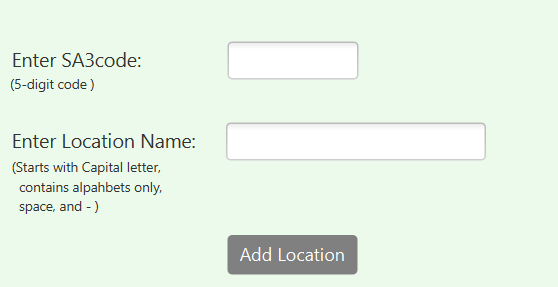 Enter SA3code:
(5-digit code )
Enter Location Name:
(Starts with Capital letter,
contains alpahbets only,
space, and - )
Add Location